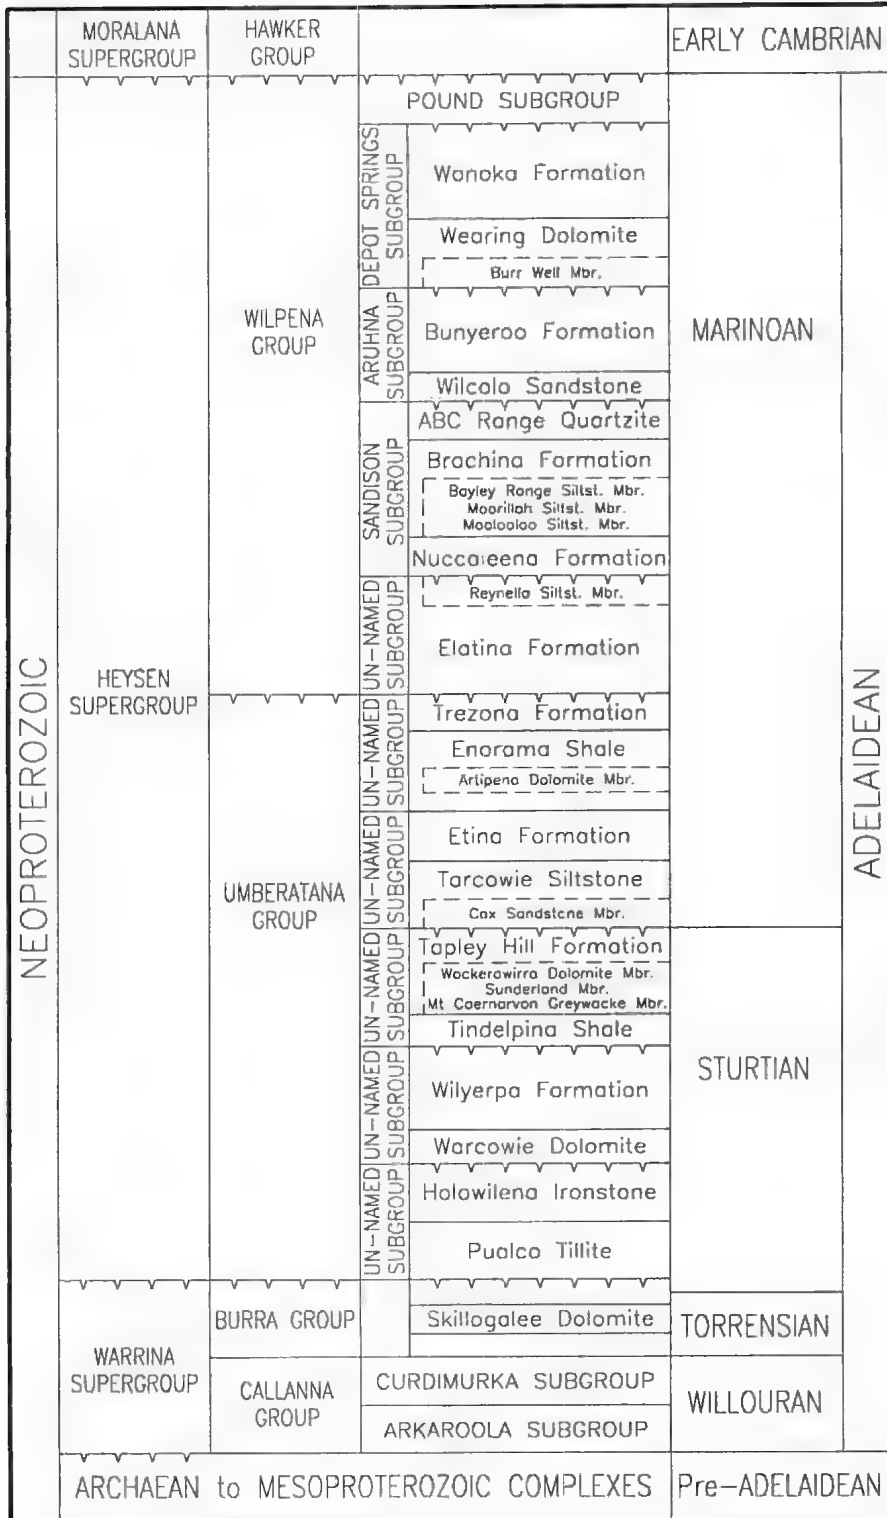 MORALANA
SUPERGROUP
HAWKER
GROUP
EARLY CAMBRIAN
NEOPROTEROZOIC
HEYSEN
SUPERGROUP
WILPENA
GROUP
POUND SUBGROUP
DEPOT SPRINGS
SUBGROUP
Wanoka Formation
Wearing Dolomite
Burr Well Mbr.
ARUHNA
SUBGROUP
Bunyeroo Formation
Wilcolo Sandstone
SANDISON
SUBGROUP
ABC Range Quartzite
Brachina Formation
Bayley Range Siltst. Mbr.
Moorillah Siltst. Mbr.
Moolooloo Siltst. Mbr.
Nuccaleena Formation
UN-NAMED
SUBGROUP
Reynella Siltst. Mbr.
Elatina Formation
MARINOAN
ADELAIDEAN
UMBERATANA
GROUP
UN-NAMED
SUBGROUP
Trezona Formation
Enorama Shale
Artipena Dolomite Mbr.
UN-NAMED
SUBGROUP
Etina Formation
Tarcowie Siltstone
Cox Sandstone Mbr.
UN-NAMED
SUBGROUP
Tapley Hill Formation
Wockerawirra Dolomite Mbr.
Sunderland Mbr.
Mt Caernarvon Greywacke Mbr.
Tindelpina Shale
UN-NAMED
SUBGROUP
Wilyerpa Formation
Warcowie Dolomite
UN-NAMED
SUBGROUP
Holowilena Ironstone
Pualco Tillite
STURTIAN
WARRINA
SUPERGROUP
BURRA GROUP
Skillogalee Dolomite
TORRENSIAN
CALLANNA
GROUP
CURDIMURKA SUBGROUP
ARKAROOLA SUBGROUP
WILLOURAN
ARCHAEAN to MESOPROTEROZOIC COMPLEXES
Pre-ADELAIDEAN